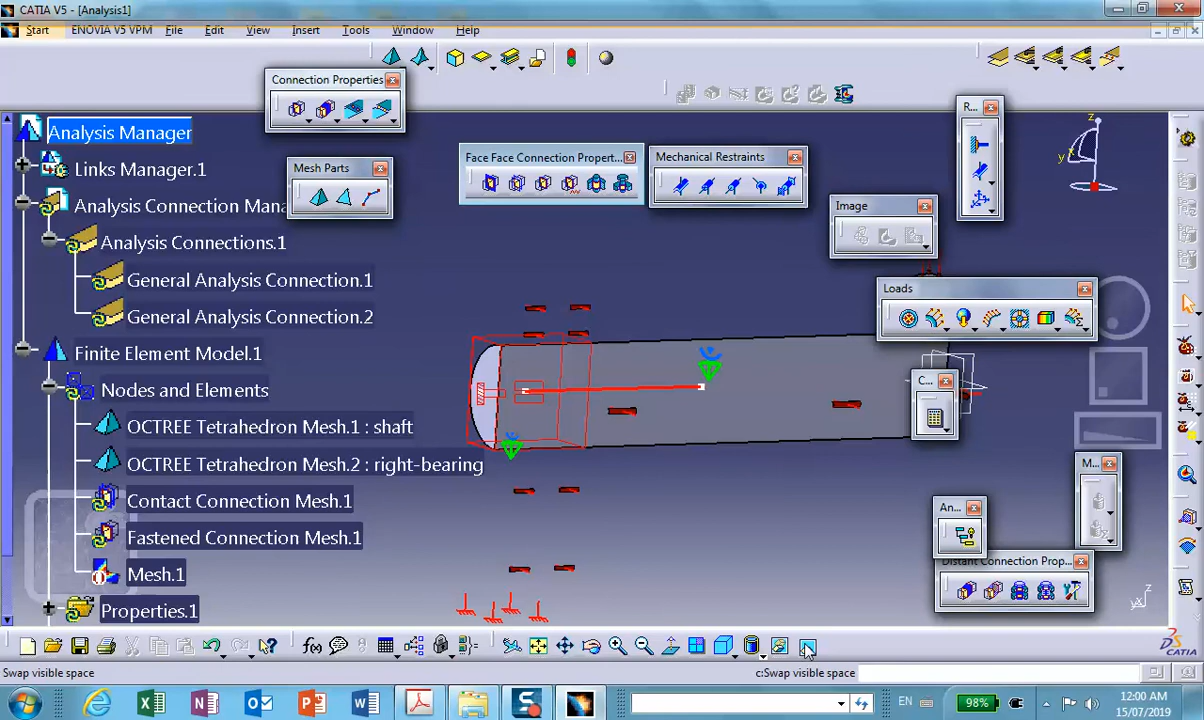 CATIA V5 - [Analysis1]
Start ENOVIA V5 VPM File Edit View Insert Tools Window Help
Connection Properties
Mesh Parts
Face Face Connection Propert...
Mechanical Restraints
R...
Image
Loads
C...
M...
An...
Distant Connection Prop...
z
y x
Analysis Manager
Links Manager.1
Analysis Connection Mana
Analysis Connections.1
General Analysis Connection.1
General Analysis Connection.2
Finite Element Model.1
Nodes and Elements
OCTREE Tetrahedron Mesh.1 : shaft
OCTREE Tetrahedron Mesh.2 : right-bearing
Contact Connection Mesh.1
Fastened Connection Mesh.1
Mesh.1
Properties.1
CATIA
Swap visible space
c:Swap visible space
EN
98%
12:00 AM
15/07/2019